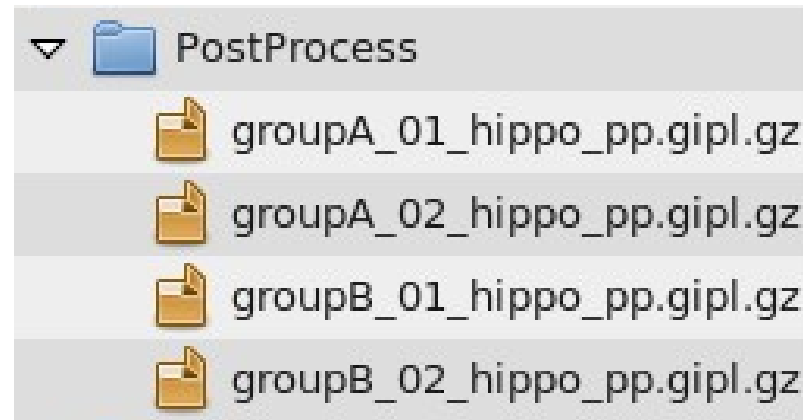 PostProcess
groupA_01_hippo_pp.gipl.gz
groupA_02_hippo_pp.gipl.gz
groupB_01_hippo_pp.gipl.gz
groupB_02_hippo_pp.gipl.gz